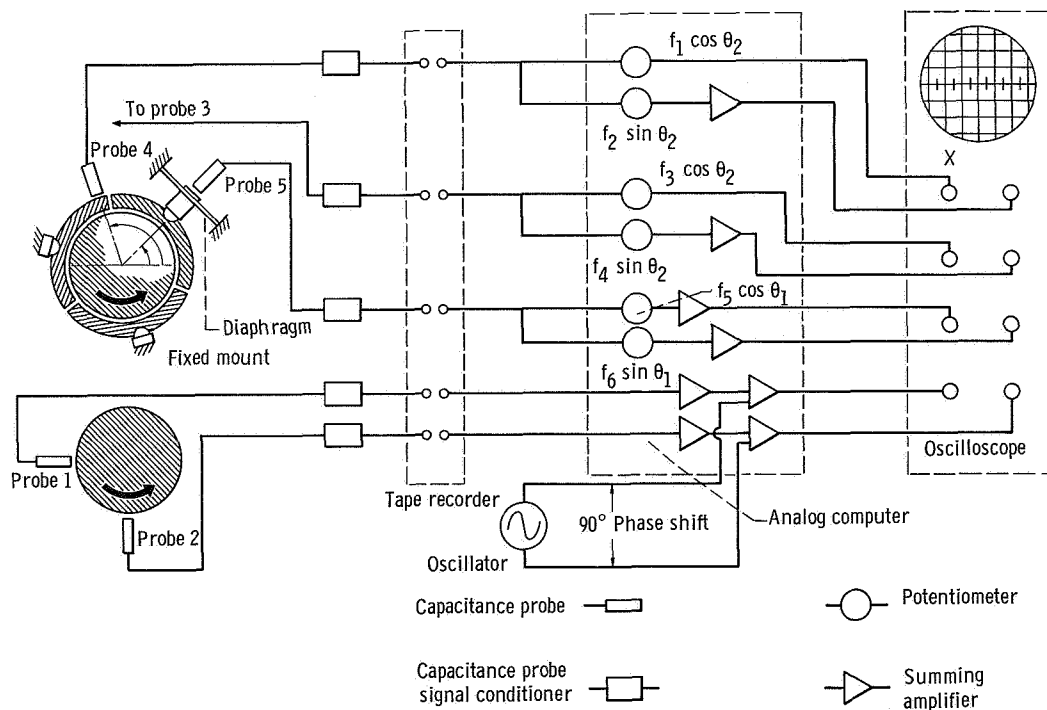 f1 cos θ2
f2 sin θ2
To probe 3
Probe 4
Probe 5
f3 cos θ2
f4 sin θ2
X
f5 cos θ1
Diaphragm
Fixed mount
f6 sin θ1
Probe 1
Probe 2
Tape recorder
Oscilloscope
90° Phase shift
Analog computer
Oscillator
Capacitance probe
Potentiometer
Capacitance probe
signal conditioner
Summing
amplifier